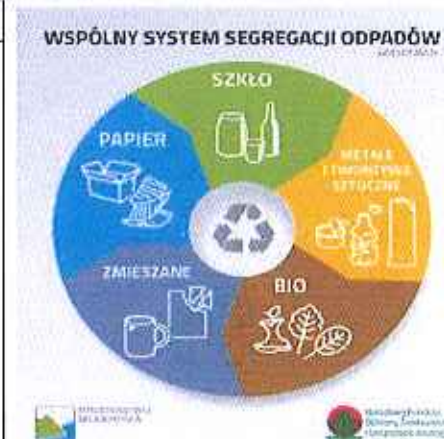 WSPÓLNY SYSTEM SEGREGACJI ODPADÓW
SZKŁO
PAPIER
METALE
I TWORZYWA
SZTUCZNE
ZMIESZANE
BIO